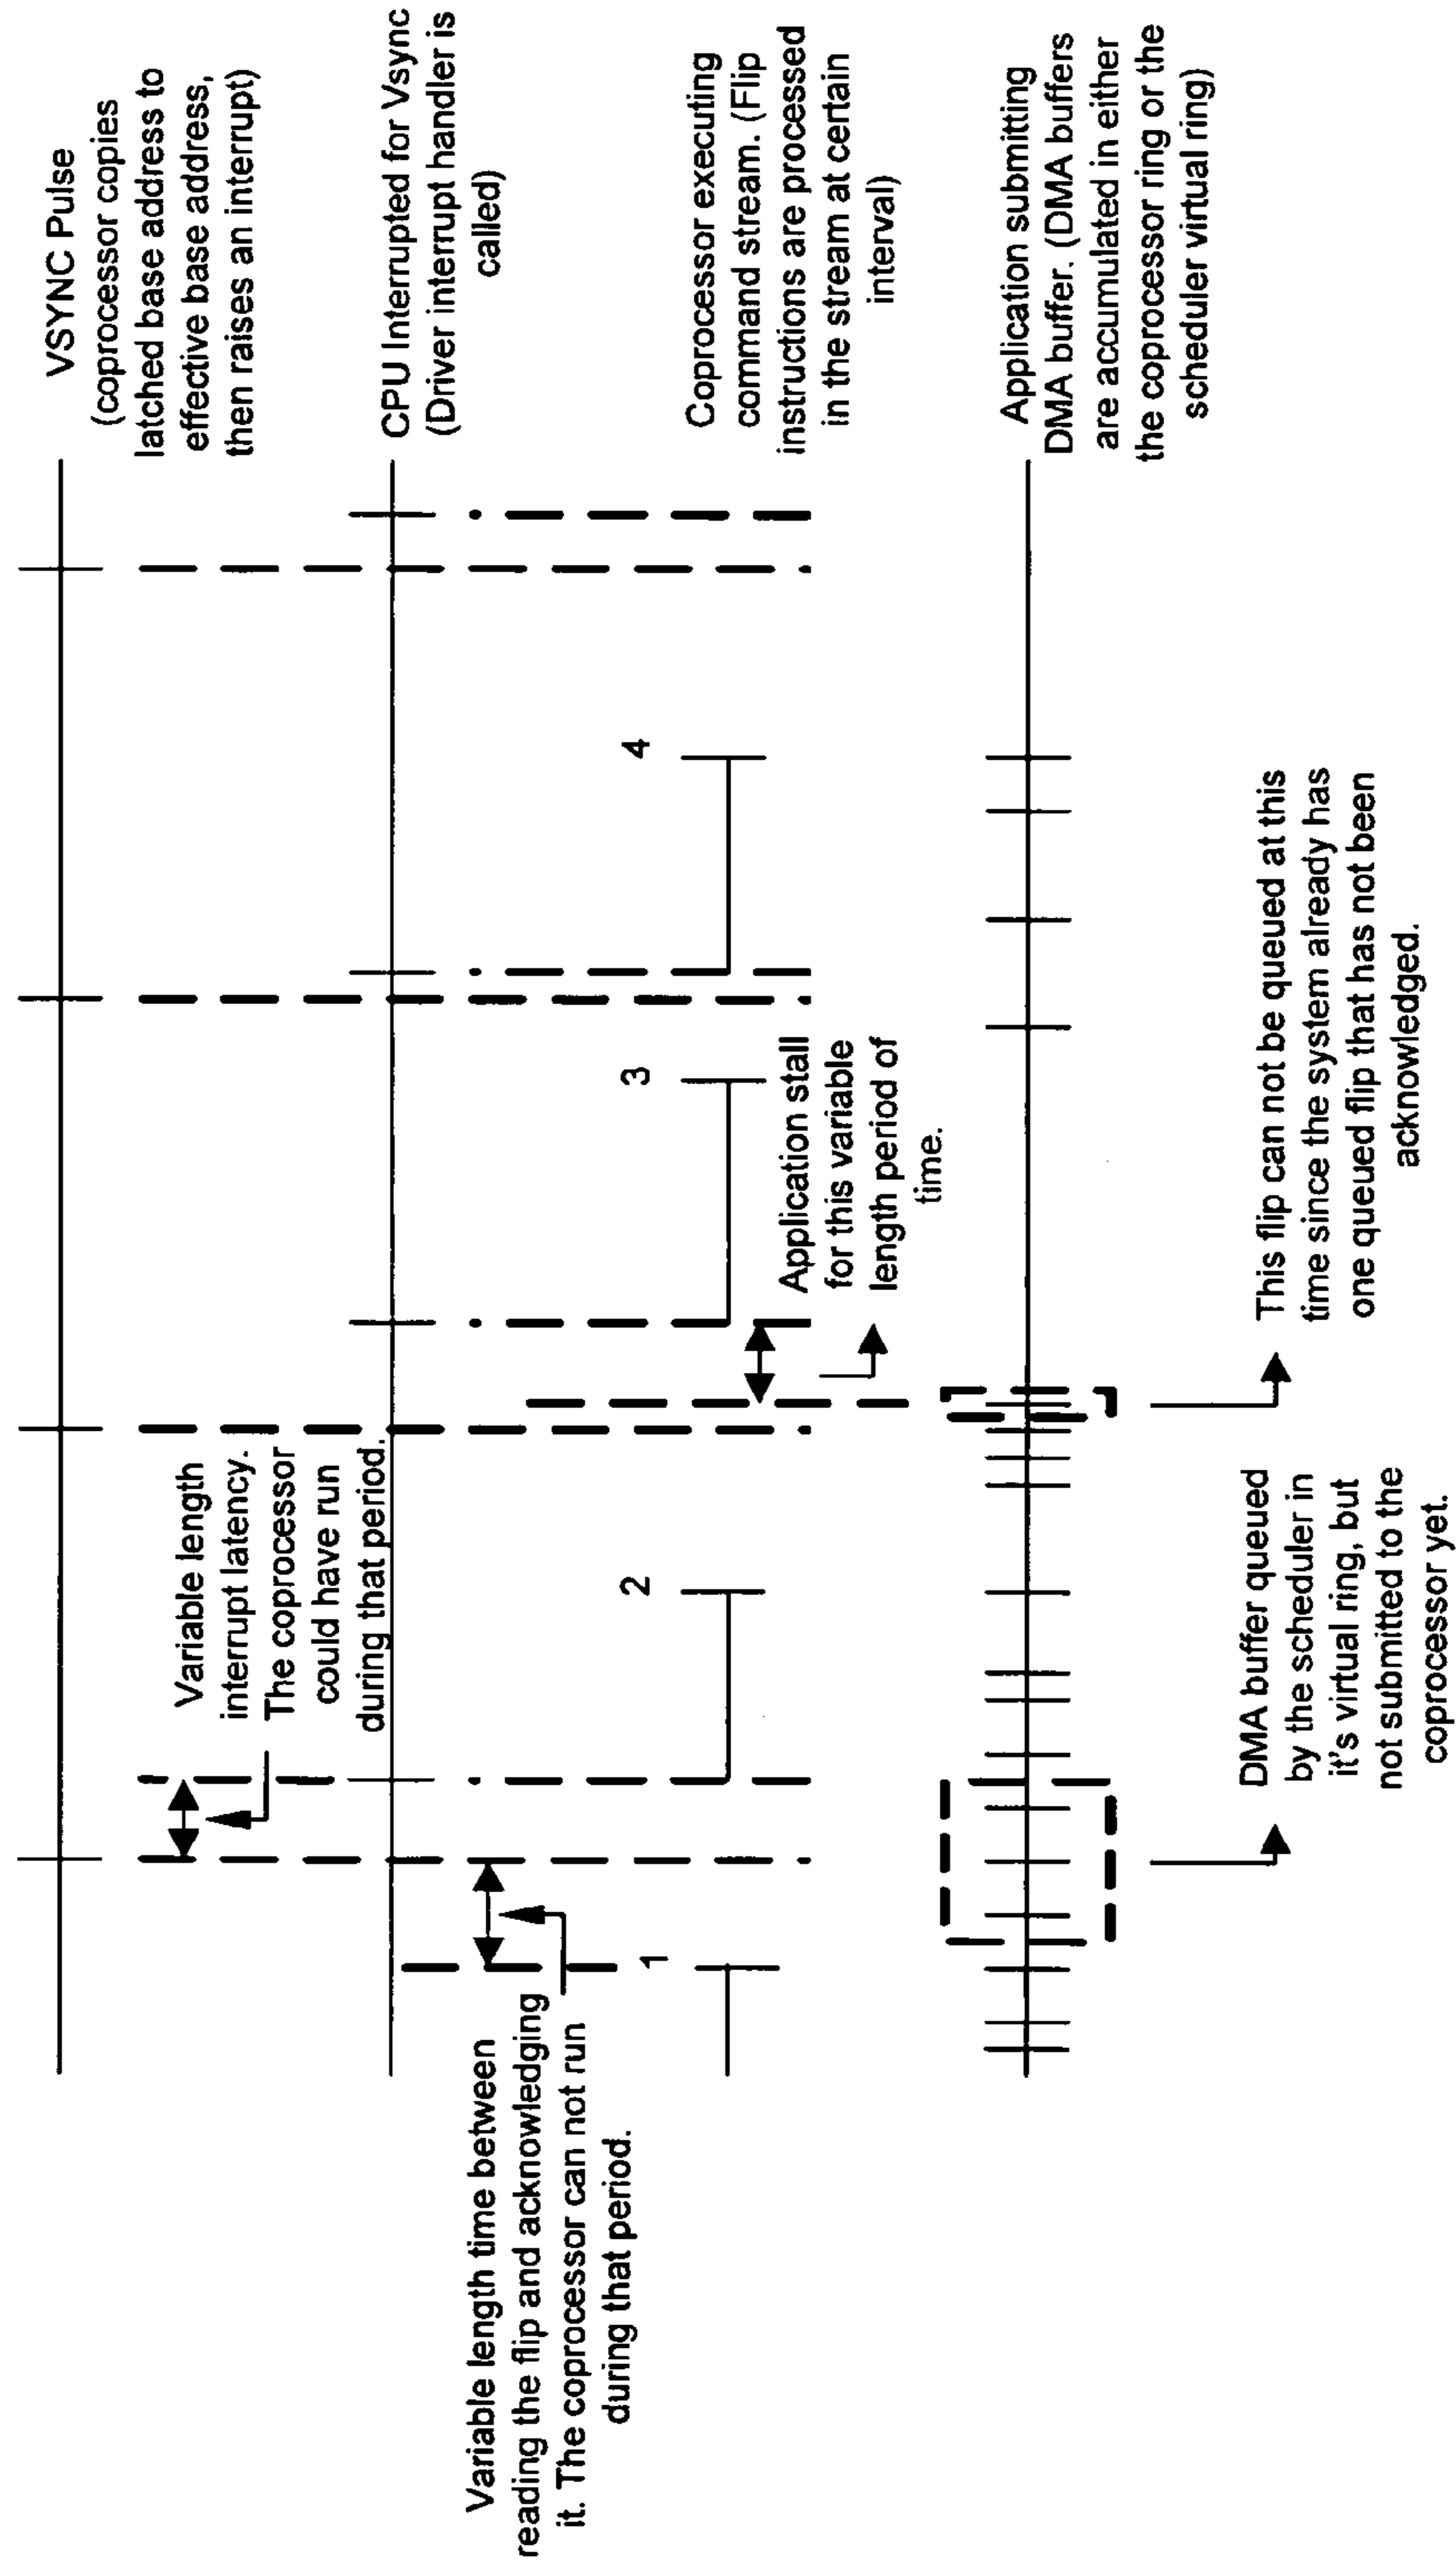 VSYNC Pulse
(coprocessor copies
latched base address to
effective base address,
then raises an interrupt)
CPU Interrupted for Vsync
(Driver interrupt handler is
called)
Coprocessor executing
command stream. (Flip
instructions are processed
in the stream at certain
interval)
Application submitting
DMA buffer. (DMA buffers
are accumulated in either
the coprocessor ring or the
scheduler virtual ring)
Variable length
interrupt latency.
The coprocessor
could have run
during that period.
Variable length time between
reading the flip and acknowledging
it. The coprocessor can not run
during that period.
1
2
3
4
Application stall
for this variable
length period of
time.
DMA buffer queued
by the scheduler in
it's virtual ring, but
not submitted to the
coprocessor yet.
This flip can not be queued at this
time since the system already has
one queued flip that has not been
acknowledged.